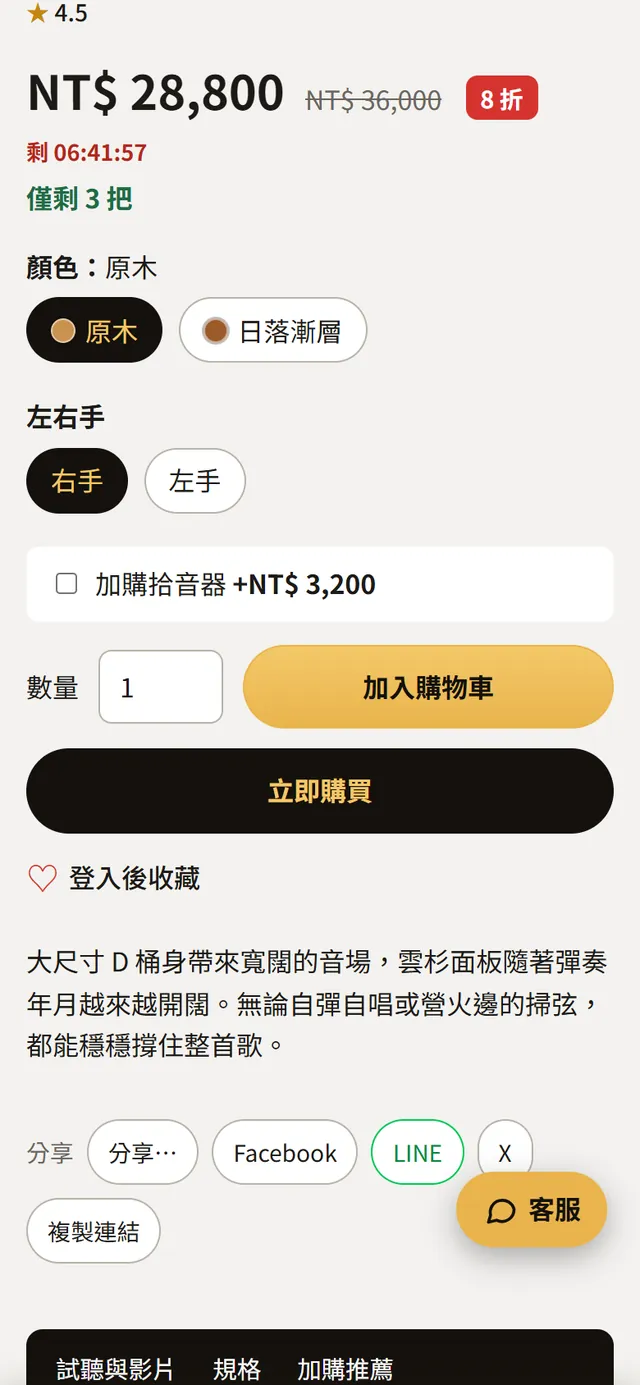 ★ 4.5
NT$ 28,800 NT$ 36,000 8 折
剩 06:41:57
僅剩 3 把
顏色：原木
原木 日落漸層
左右手
右手 左手
加購拾音器 +NT$ 3,200
數量 1 加入購物車
立即購買
♡ 登入後收藏
大尺寸 D 桶身帶來寬闊的音場，雲杉面板隨著彈奏
年月越來越開闊。無論自彈自唱或營火邊的掃弦，
都能穩穩撐住整首歌。
分享 分享⋯ Facebook LINE X
複製連結
客服
試聽與影片 規格 加購推薦